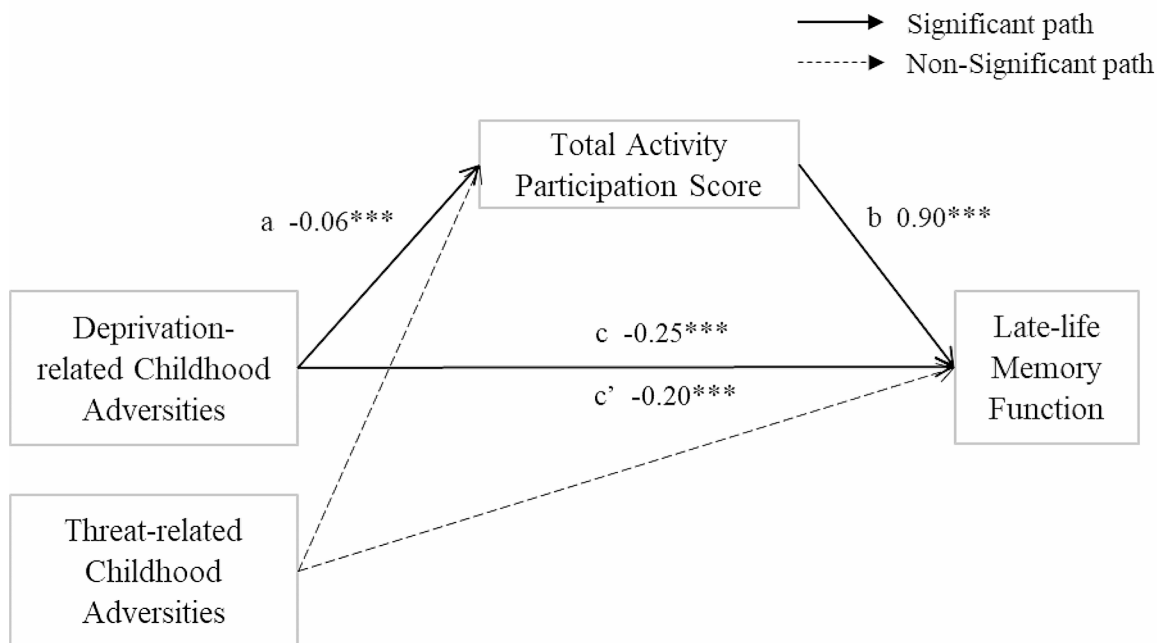 Significant path
Non-Significant path
Total Activity
Participation Score
a -0.06***
b 0.90***
Deprivation-
related Childhood
Adversities
c -0.25***
c’ -0.20***
Late-life
Memory
Function
Threat-related
Childhood
Adversities